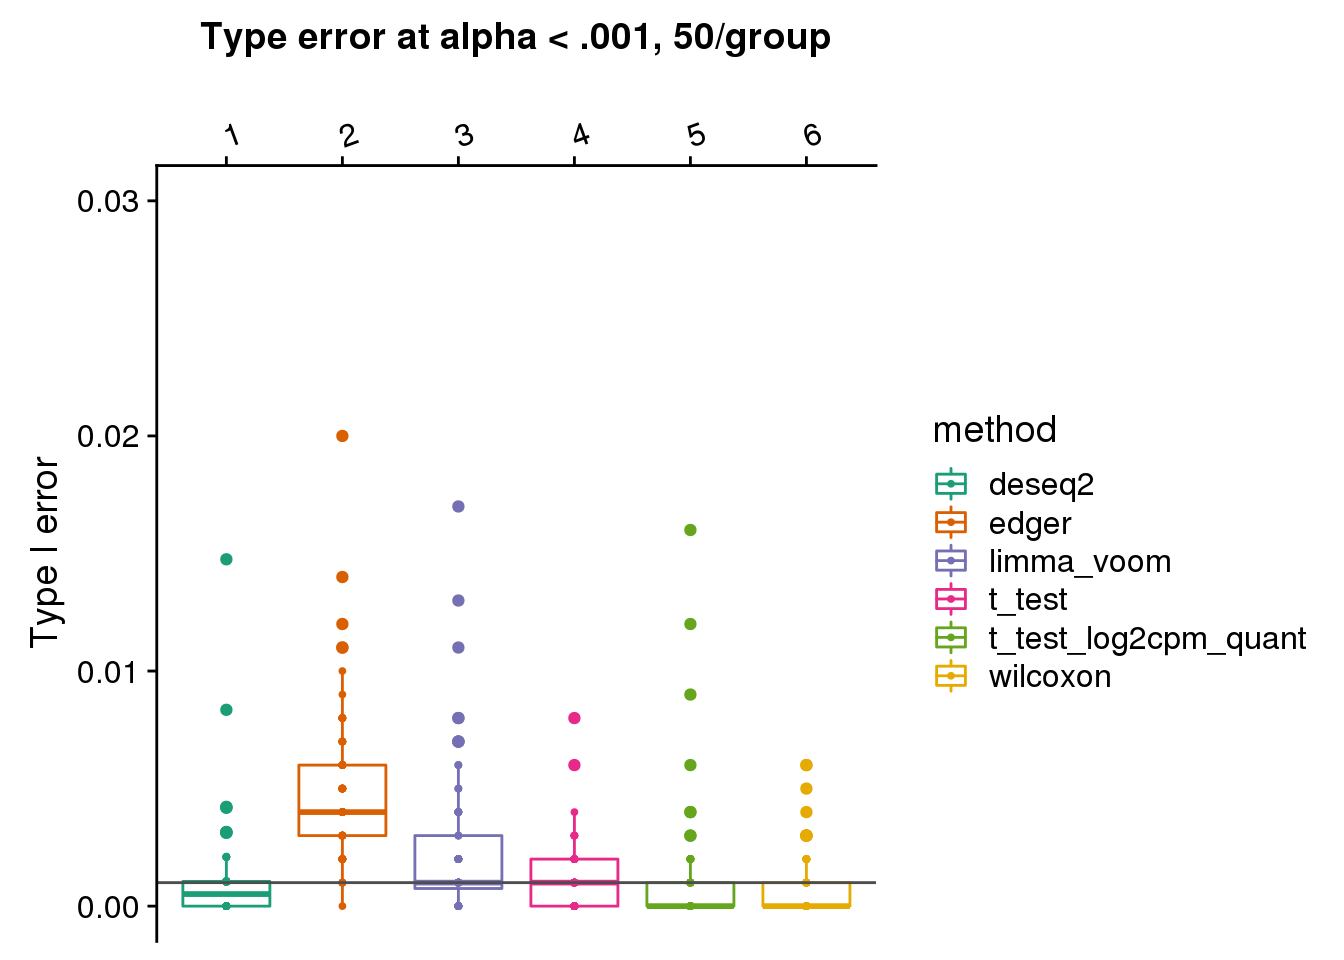 Type error at alpha < .001, 50/group
1 2 3 4 5 6
0.03
0.02
0.01
0.00
Type I error
method
deseq2
edger
limma_voom
t_test
t_test_log2cpm_quant
wilcoxon